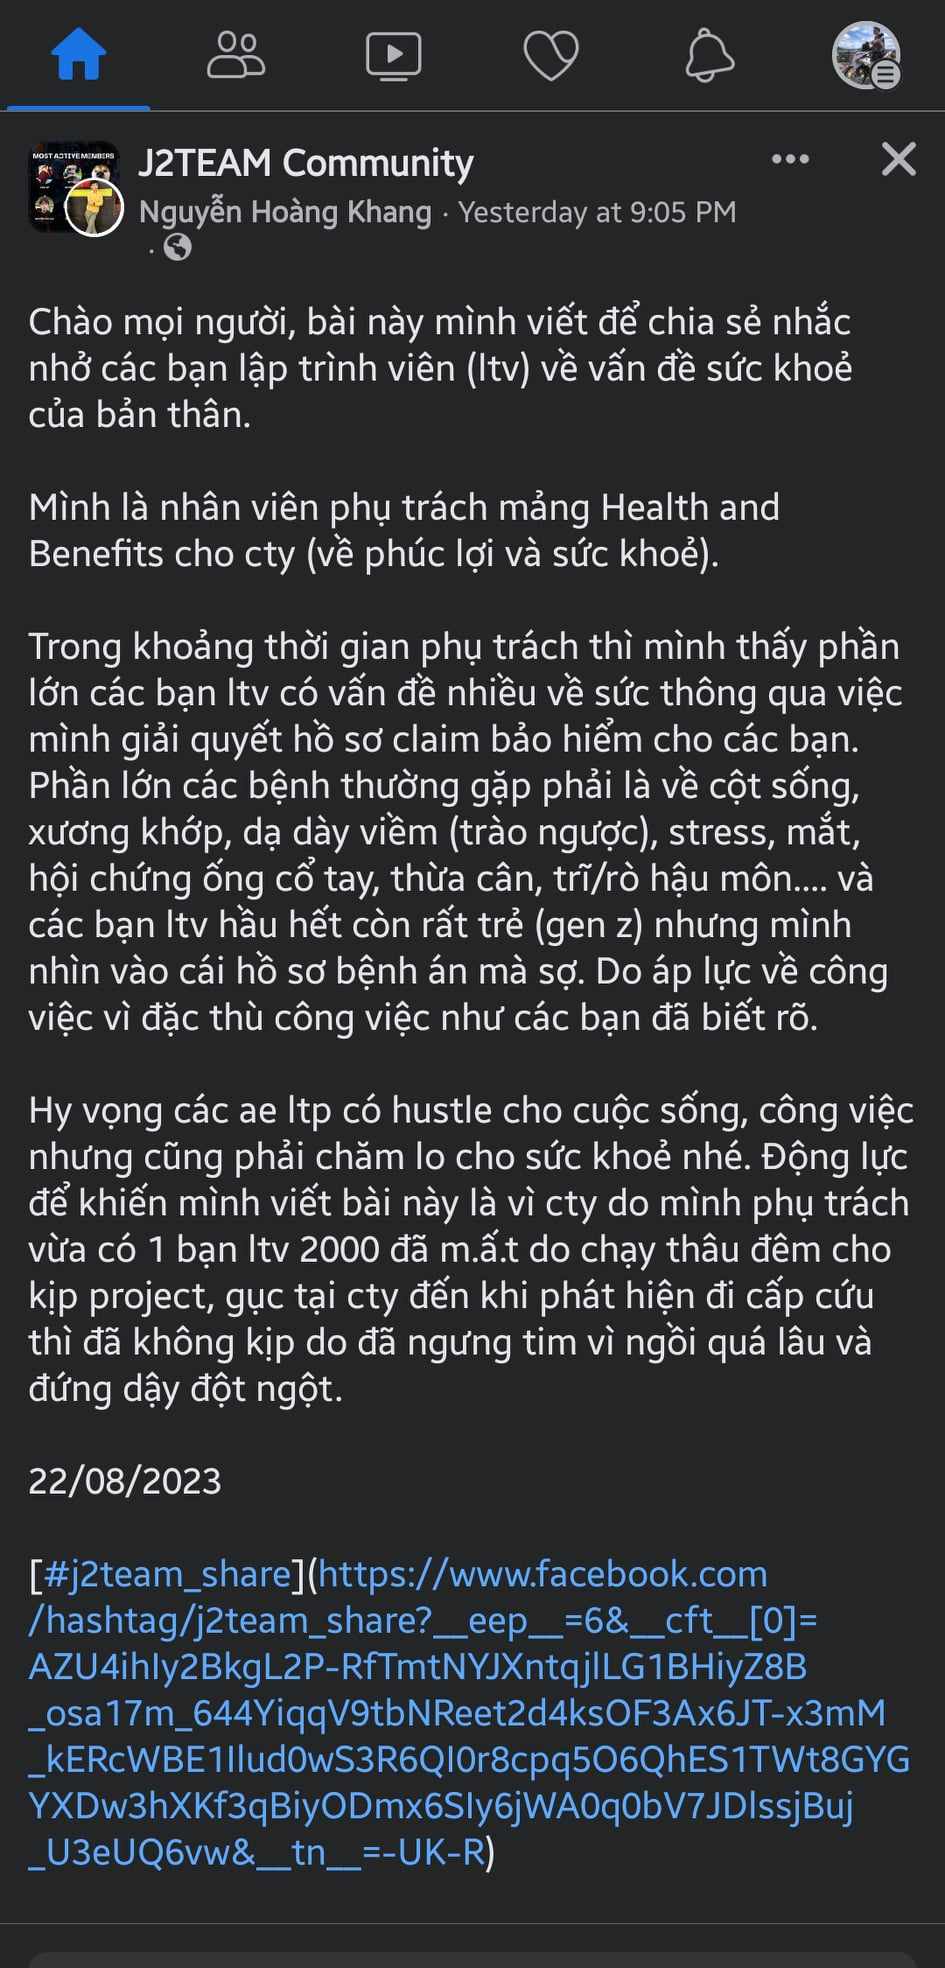 MOST ACTIVE MEMBERS
J2TEAM Community
Nguyễn Hoàng Khang · Yesterday at 9:05 PM
Chào mọi người, bài này mình viết để chia sẻ nhắc
nhở các bạn lập trình viên (ltv) về vấn đề sức khoẻ
của bản thân.
Mình là nhân viên phụ trách mảng Health and
Benefits cho cty (về phúc lợi và sức khoẻ).
Trong khoảng thời gian phụ trách thì mình thấy phần
lớn các bạn ltv có vấn đề nhiều về sức thông qua việc
mình giải quyết hồ sơ claim bảo hiểm cho các bạn.
Phần lớn các bệnh thường gặp phải là về cột sống,
xương khớp, dạ dày viềm (trào ngược), stress, mắt,
hội chứng ống cổ tay, thừa cân, trĩ/rò hậu môn.... và
các bạn ltv hầu hết còn rất trẻ (gen z) nhưng mình
nhìn vào cái hồ sơ bệnh án mà sợ. Do áp lực về công
việc vì đặc thù công việc như các bạn đã biết rõ.
Hy vọng các ae ltp có hustle cho cuộc sống, công việc
nhưng cũng phải chăm lo cho sức khoẻ nhé. Động lực
để khiến mình viết bài này là vì cty do mình phụ trách
vừa có 1 bạn ltv 2000 đã m.ấ.t do chạy thâu đêm cho
kịp project, gục tại cty đến khi phát hiện đi cấp cứu
thì đã không kịp do đã ngưng tim vì ngồi quá lâu và
đứng dậy đột ngột.
22/08/2023
[#j2team_share](https://www.facebook.com
/hashtag/j2team_share?__eep__=6&__cft__[0]=
AZU4ihIy2BkgL2P-RfTmtNYJXntqjlLG1BHiyZ8B
_osa17m_644YiqqV9tbNReet2d4ksOF3Ax6JT-x3mM
_kERcWBE1Ilud0wS3R6QI0r8cpq5O6QhES1TWt8GYG
YXDw3hXKf3qBiyODmx6SIy6jWA0q0bV7JDlssjBuj
_U3eUQ6vw&__tn__=-UK-R)